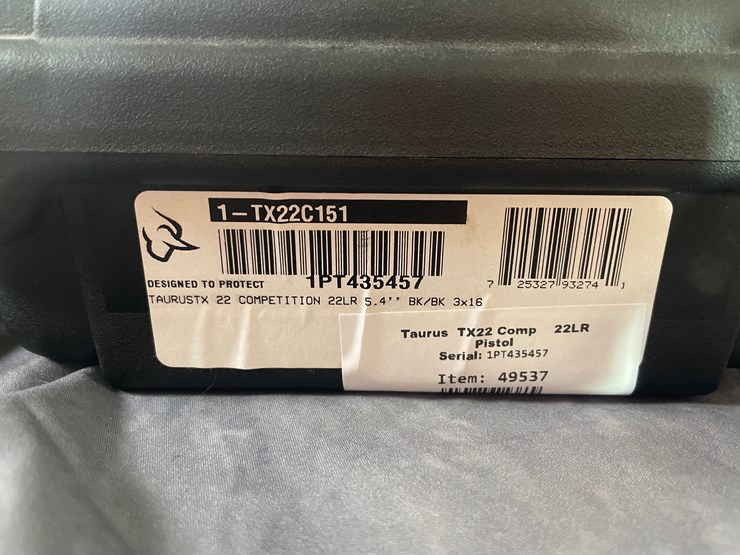 1-TX22C151
DESIGNED TO PROTECT
1PT435457
7 25327 93274 1
TAURUSTX 22 COMPETITION 22LR 5.4'' BK/BK 3x16
Taurus TX22 Comp 22LR
Pistol
Serial: 1PT435457
Item: 49537